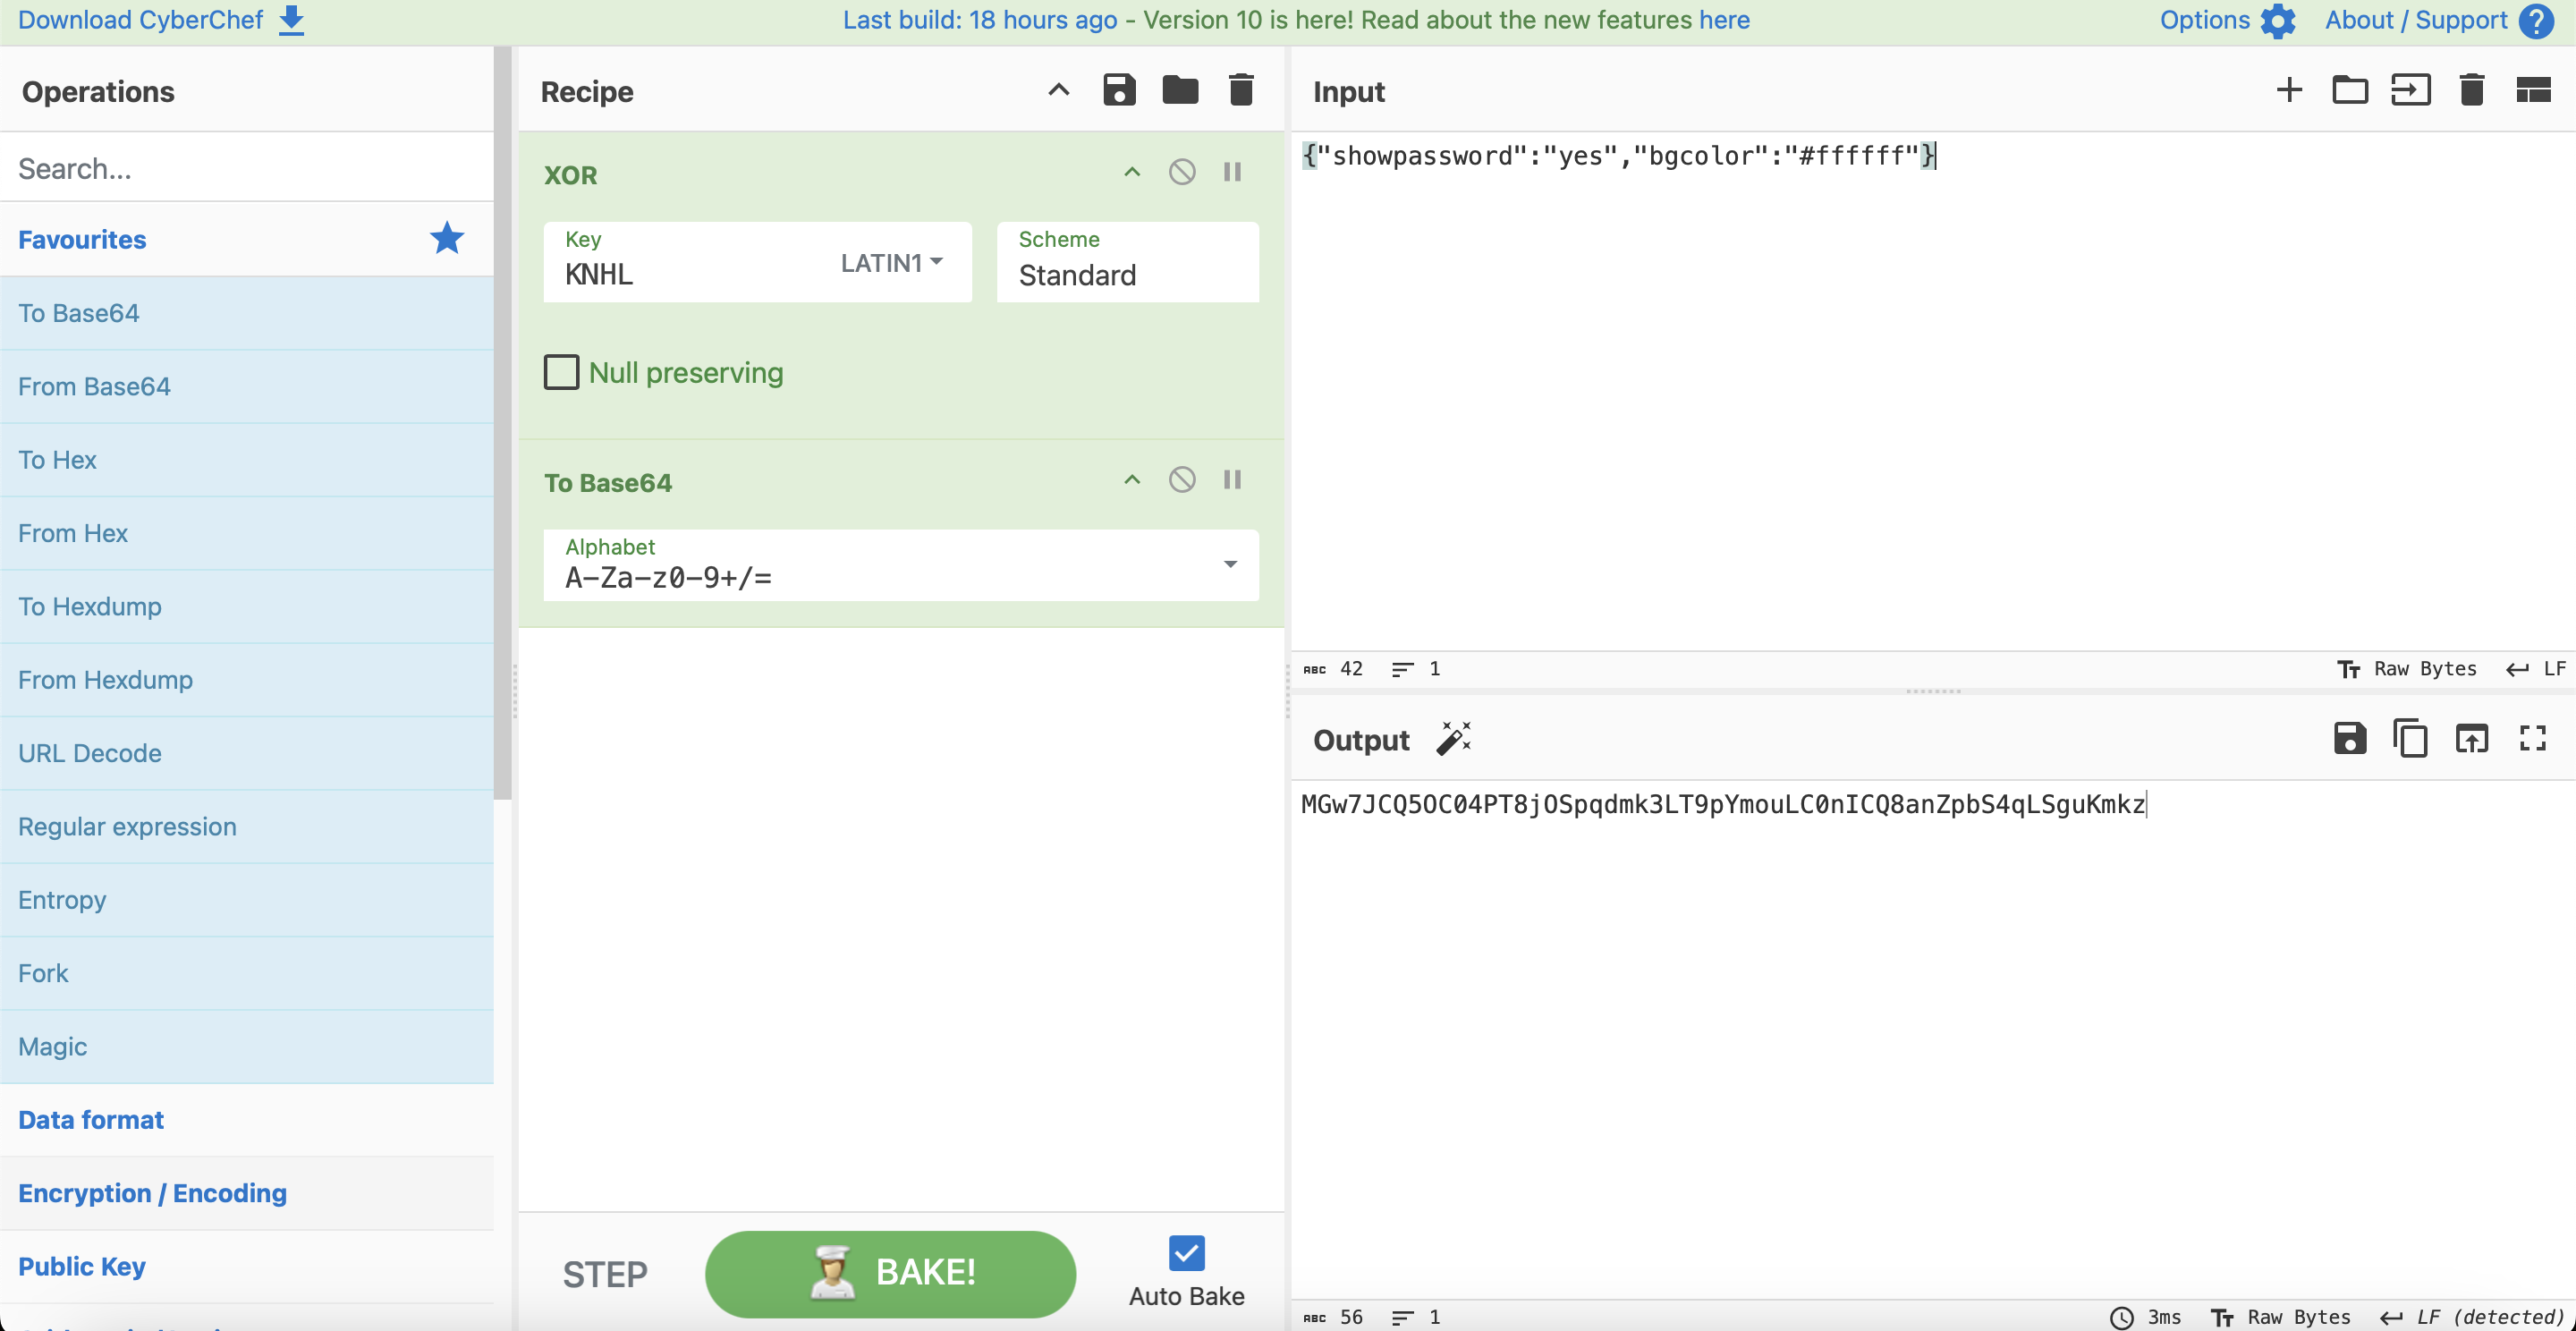 Download CyberChef
Last build: 18 hours ago - Version 10 is here! Read about the new features here
Options
About / Support
Operations
Search...
Favourites
To Base64
From Base64
To Hex
From Hex
To Hexdump
From Hexdump
URL Decode
Regular expression
Entropy
Fork
Magic
Data format
Encryption / Encoding
Public Key
Recipe
XOR
Key
KNHL
LATIN1
Scheme
Standard
Null preserving
To Base64
Alphabet
A-Za-z0-9+/=
STEP
BAKE!
Auto Bake
Input
{"showpassword":"yes","bgcolor":"#ffffff"}
ABC 42 1
Raw Bytes LF
Output
MGw7JCQ5OC04PT8jOSpqdmk3LT9pYmouLC0nICQ8anZpbS4qLSguKmkz
ABC 56 1
3ms Raw Bytes LF (detected)